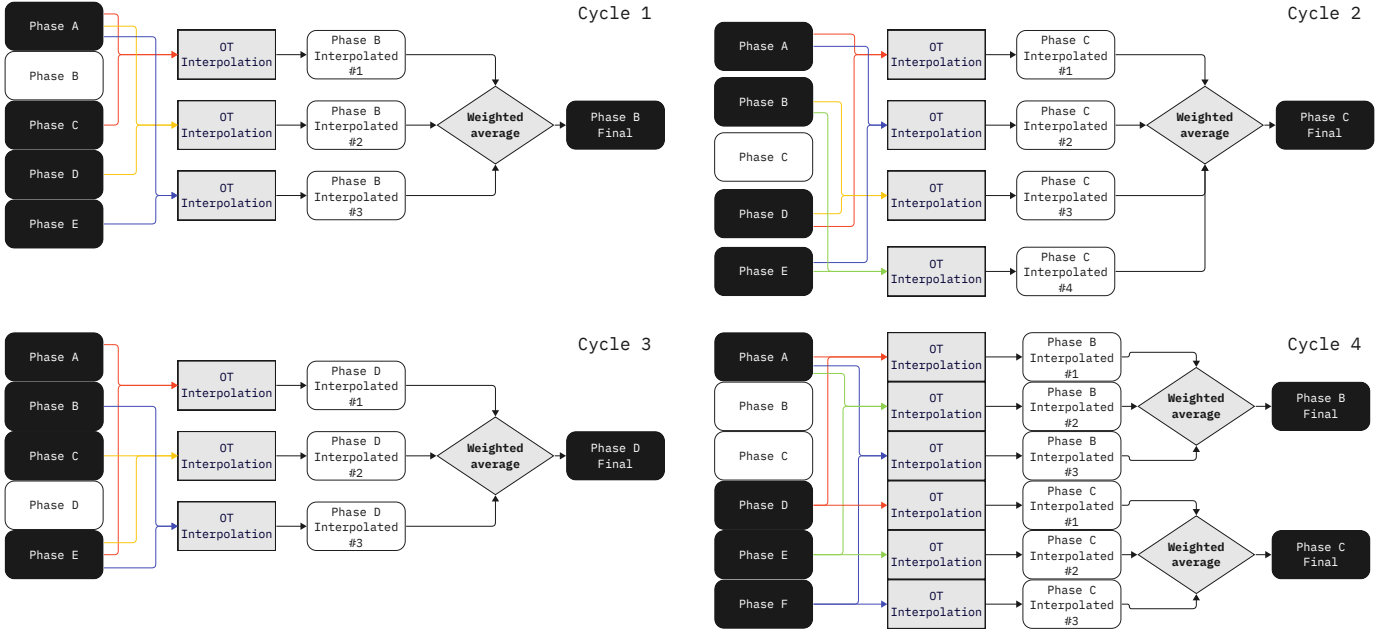 Cycle 1
Phase A
Phase B
Phase C
Phase D
Phase E
OT
Interpolation
OT
Interpolation
OT
Interpolation
Phase B
Interpolated
#1
Phase B
Interpolated
#2
Phase B
Interpolated
#3
Weighted
average
Phase B
Final
Cycle 2
Phase A
Phase B
Phase C
Phase D
Phase E
OT
Interpolation
OT
Interpolation
OT
Interpolation
OT
Interpolation
Phase C
Interpolated
#1
Phase C
Interpolated
#2
Phase C
Interpolated
#3
Phase C
Interpolated
#4
Weighted
average
Phase C
Final
Cycle 3
Phase A
Phase B
Phase C
Phase D
Phase E
OT
Interpolation
OT
Interpolation
OT
Interpolation
Phase D
Interpolated
#1
Phase D
Interpolated
#2
Phase D
Interpolated
#3
Weighted
average
Phase D
Final
Cycle 4
Phase A
Phase B
Phase C
Phase D
Phase E
Phase F
OT
Interpolation
OT
Interpolation
OT
Interpolation
OT
Interpolation
OT
Interpolation
OT
Interpolation
Phase B
Interpolated
#1
Phase B
Interpolated
#2
Phase B
Interpolated
#3
Phase C
Interpolated
#1
Phase C
Interpolated
#2
Phase C
Interpolated
#3
Weighted
average
Weighted
average
Phase B
Final
Phase C
Final